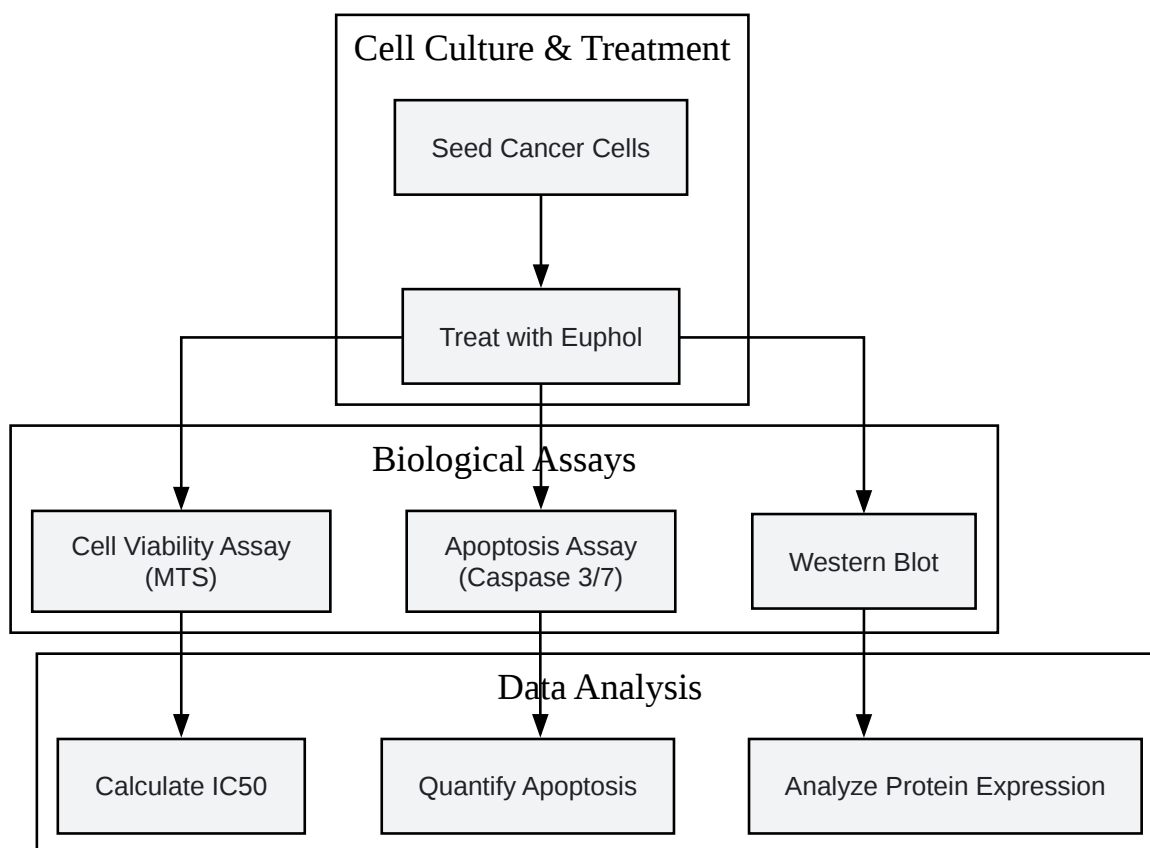 Cell Culture & Treatment
Seed Cancer Cells
Treat with Euphol
Biological Assays
Cell Viability Assay
(MTS)
Apoptosis Assay
(Caspase 3/7)
Western Blot
Data Analysis
Calculate IC50
Quantify Apoptosis
Analyze Protein Expression